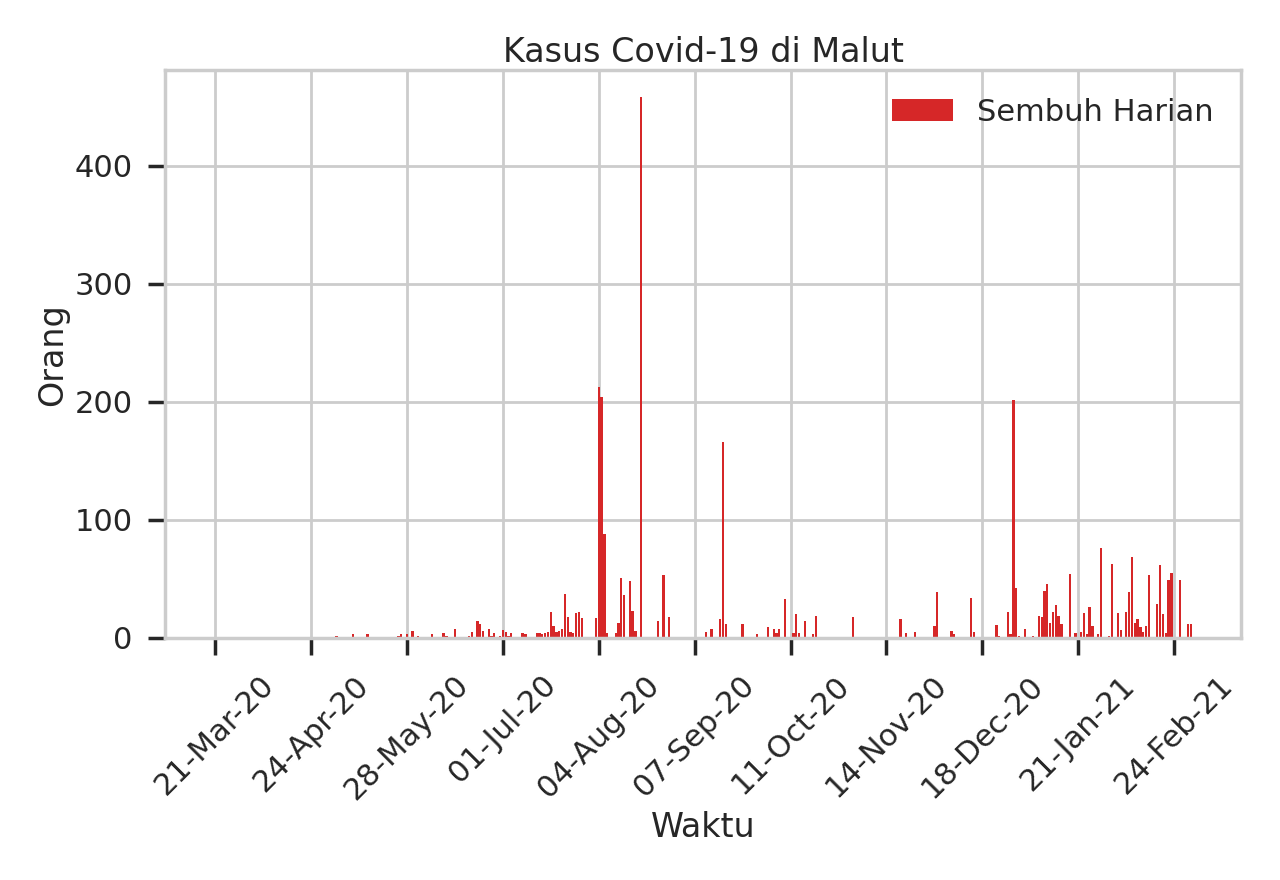 Kasus Covid-19 di Malut
Sembuh Harian
Orang
400
300
200
100
0
21-Mar-20
24-Apr-20
28-May-20
01-Jul-20
04-Aug-20
07-Sep-20
11-Oct-20
14-Nov-20
18-Dec-20
21-Jan-21
24-Feb-21
Waktu